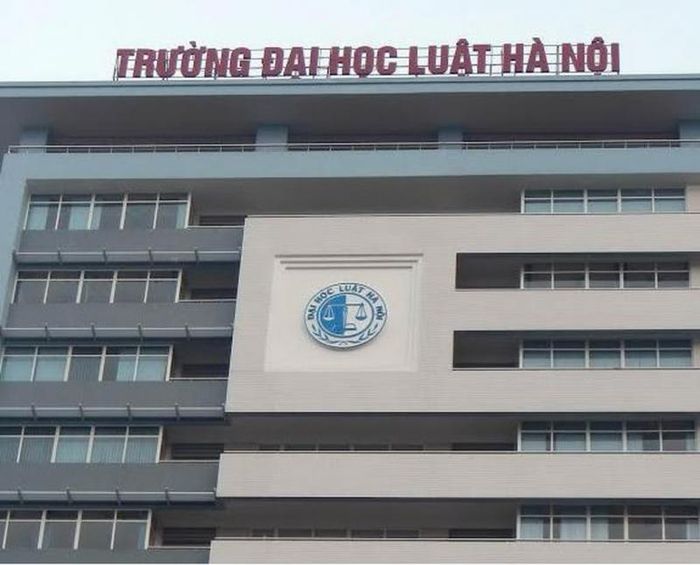 TRƯỜNG ĐẠI HỌC LUẬT HÀ NỘI
ĐẠI HỌC LUẬT HÀ NỘI